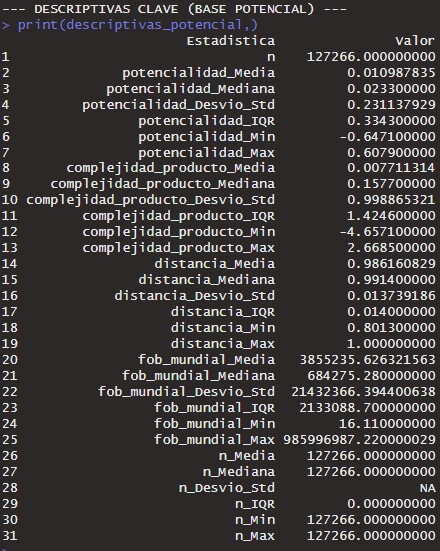 --- DESCRIPTIVAS CLAVE (BASE POTENCIAL) ---
> print(descriptivas_potencial,)
Estadistica Valor
1 n 127266.000000000
2 potencialidad_Media 0.010987835
3 potencialidad_Mediana 0.023300000
4 potencialidad_Desvio_Std 0.231137929
5 potencialidad_IQR 0.334300000
6 potencialidad_Min -0.647100000
7 potencialidad_Max 0.607900000
8 complejidad_producto_Media 0.007711314
9 complejidad_producto_Mediana 0.157700000
10 complejidad_producto_Desvio_Std 0.998865321
11 complejidad_producto_IQR 1.424600000
12 complejidad_producto_Min -4.657100000
13 complejidad_producto_Max 2.668500000
14 distancia_Media 0.986160829
15 distancia_Mediana 0.991400000
16 distancia_Desvio_Std 0.013739186
17 distancia_IQR 0.014000000
18 distancia_Min 0.801300000
19 distancia_Max 1.000000000
20 fob_mundial_Media 3855235.626321563
21 fob_mundial_Mediana 684275.280000000
22 fob_mundial_Desvio_Std 21432366.394400638
23 fob_mundial_IQR 2133088.700000000
24 fob_mundial_Min 16.110000000
25 fob_mundial_Max 985996987.220000029
26 n_Media 127266.000000000
27 n_Mediana 127266.000000000
28 n_Desvio_Std NA
29 n_IQR 0.000000000
30 n_Min 127266.000000000
31 n_Max 127266.000000000